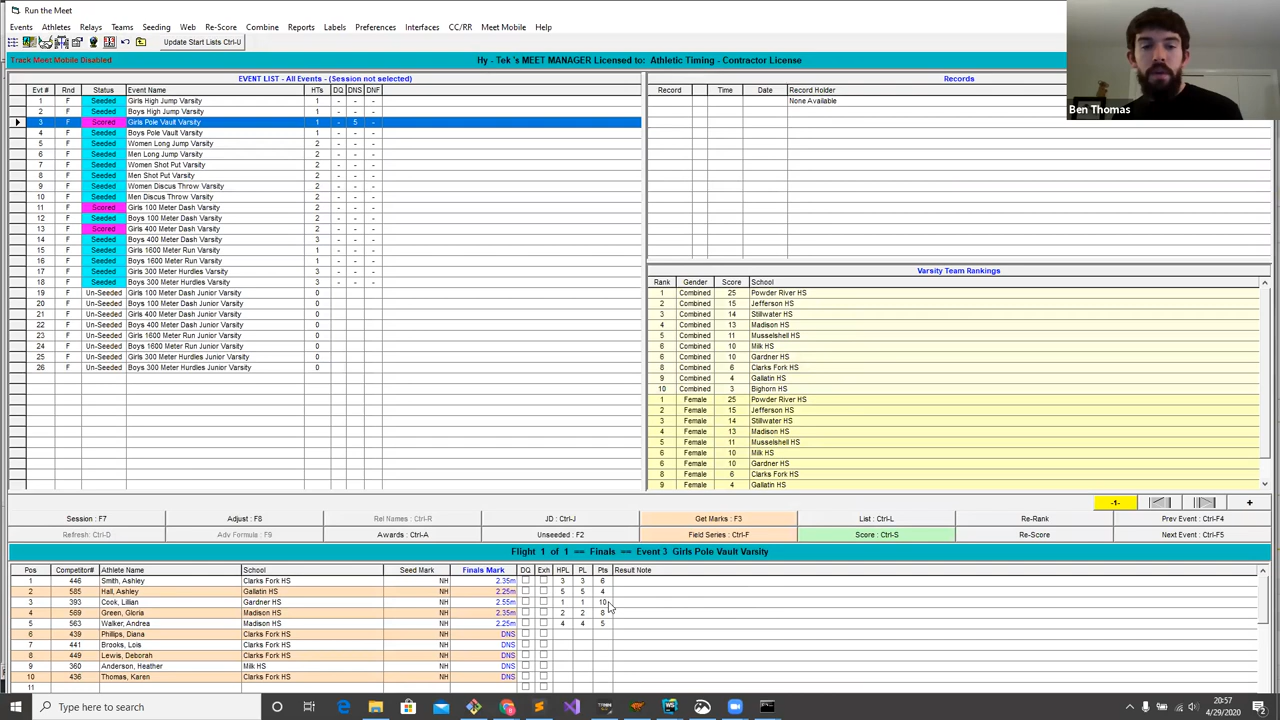 Run the Meet
Events Athletes Relays Teams Seeding Web Re-Score Combine Reports Labels Preferences Interfaces CC/RR Meet Mobile Help
Update Start Lists Ctrl-U
Track Meet Mobile Disabled
Hy - Tek 's MEET MANAGER Licensed to: Athletic Timing - Contractor License
Ben Thomas
EVENT LIST - All Events - (Session not selected)
Evt # Rnd Status Event Name HTs DQ DNS DNF
1 F Seeded Girls High Jump Varsity 1 - - -
2 F Seeded Boys High Jump Varsity 1 - - -
3 F Scored Girls Pole Vault Varsity 1 - 5 -
4 F Seeded Boys Pole Vault Varsity 1 - - -
5 F Seeded Women Long Jump Varsity 2 - - -
6 F Seeded Men Long Jump Varsity 2 - - -
7 F Seeded Women Shot Put Varsity 2 - - -
8 F Seeded Men Shot Put Varsity 2 - - -
9 F Seeded Women Discus Throw Varsity 2 - - -
10 F Seeded Men Discus Throw Varsity 2 - - -
11 F Scored Girls 100 Meter Dash Varsity 2 - - -
12 F Seeded Boys 100 Meter Dash Varsity 2 - - -
13 F Scored Girls 400 Meter Dash Varsity 2 - - -
14 F Seeded Boys 400 Meter Dash Varsity 3 - - -
15 F Seeded Girls 1600 Meter Run Varsity 1 - - -
16 F Seeded Boys 1600 Meter Run Varsity 1 - - -
17 F Seeded Girls 300 Meter Hurdles Varsity 3 - - -
18 F Seeded Boys 300 Meter Hurdles Varsity 3 - - -
19 F Un-Seeded Girls 100 Meter Dash Junior Varsity 0
20 F Un-Seeded Boys 100 Meter Dash Junior Varsity 0
21 F Un-Seeded Girls 400 Meter Dash Junior Varsity 0
22 F Un-Seeded Boys 400 Meter Dash Junior Varsity 0
23 F Un-Seeded Girls 1600 Meter Run Junior Varsity 0
24 F Un-Seeded Boys 1600 Meter Run Junior Varsity 0
25 F Un-Seeded Girls 300 Meter Hurdles Junior Varsity 0
26 F Un-Seeded Boys 300 Meter Hurdles Junior Varsity 0
Records
Record Time Date Record Holder
None Available
Varsity Team Rankings
Rank Gender Score School
1 Combined 25 Powder River HS
2 Combined 15 Jefferson HS
3 Combined 14 Stillwater HS
4 Combined 13 Madison HS
5 Combined 11 Musselshell HS
6 Combined 10 Milk HS
6 Combined 10 Gardner HS
8 Combined 6 Clarks Fork HS
9 Combined 4 Gallatin HS
10 Combined 3 Bighorn HS
1 Female 25 Powder River HS
2 Female 15 Jefferson HS
3 Female 14 Stillwater HS
4 Female 13 Madison HS
5 Female 11 Musselshell HS
6 Female 10 Milk HS
6 Female 10 Gardner HS
8 Female 6 Clarks Fork HS
9 Female 4 Gallatin HS
-1- +
Session : F7 Adjust : F8 Rel Names : Ctrl-R JD : Ctrl-J Get Marks : F3 List : Ctrl-L Re-Rank Prev Event : Ctrl-F4
Refresh: Ctrl-D Adv Formula : F9 Awards : Ctrl-A Unseeded : F2 Field Series : Ctrl-F Score : Ctrl-S Re-Score Next Event : Ctrl-F5
Flight 1 of 1 == Finals == Event 3 Girls Pole Vault Varsity
Pos Competitor# Athlete Name School Seed Mark Finals Mark DQ Exh HPL PL Pts Result Note
1 446 Smith, Ashley Clarks Fork HS NH 2.35m 3 3 6
2 585 Hall, Ashley Gallatin HS NH 2.25m 5 5 4
3 393 Cook, Lillian Gardner HS NH 2.55m 1 1 10
4 569 Green, Gloria Madison HS NH 2.35m 2 2 8
5 563 Walker, Andrea Madison HS NH 2.25m 4 4 5
6 439 Phillips, Diana Clarks Fork HS NH DNS
7 441 Brooks, Lois Clarks Fork HS NH DNS
8 449 Lewis, Deborah Clarks Fork HS NH DNS
9 360 Anderson, Heather Milk HS NH DNS
10 436 Thomas, Karen Clarks Fork HS NH DNS
11
Type here to search
20:57
4/29/2020